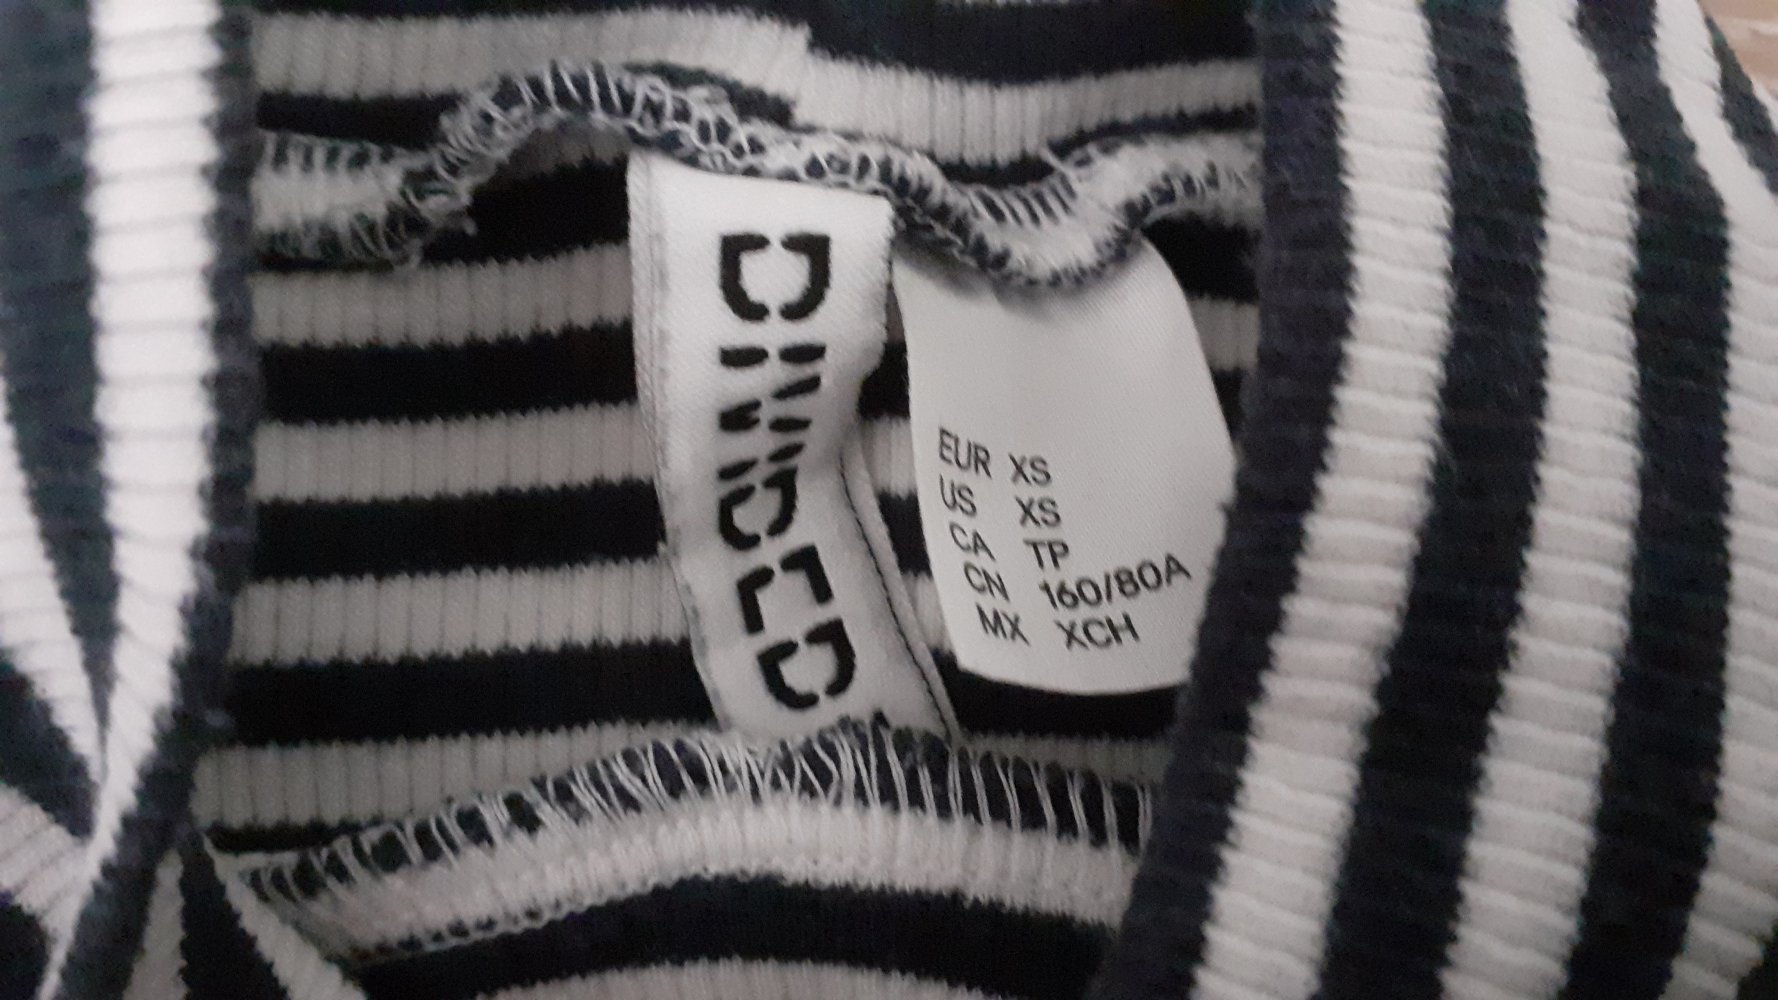 DIVIDED
EUR XS
US XS
CA TP
CN 160/80A
MX XCH